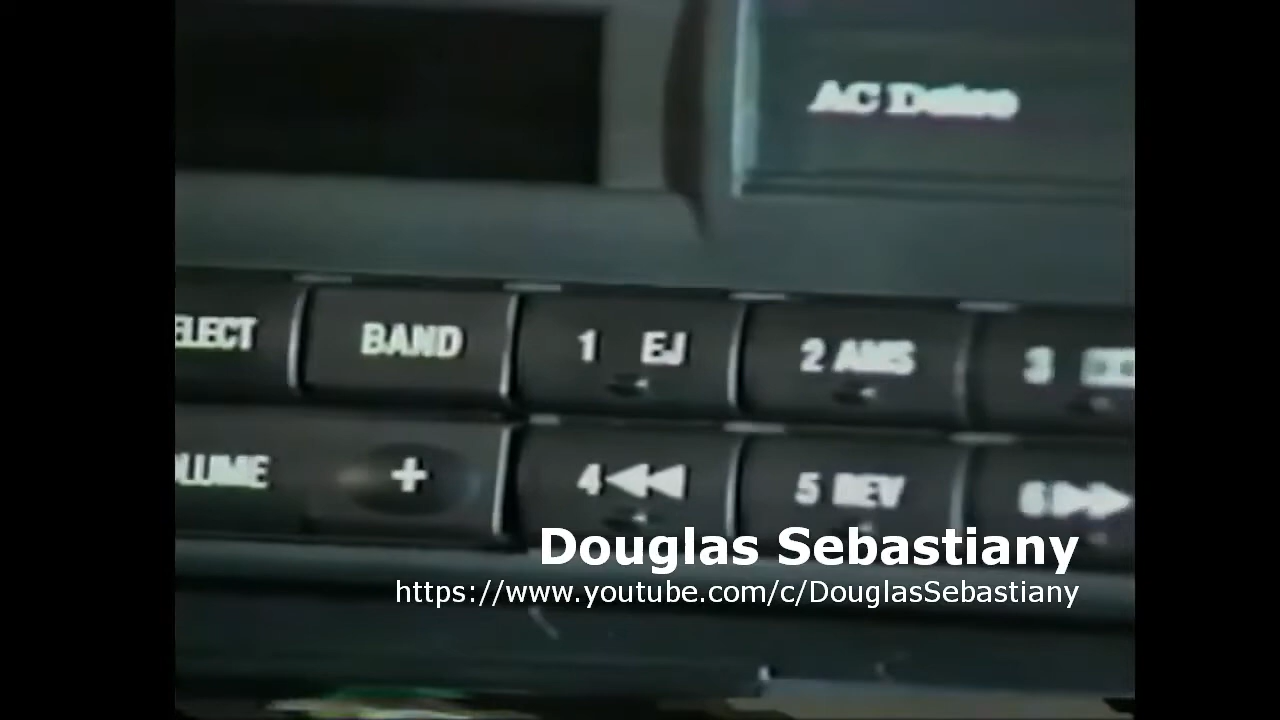 AC Delco
ELECT BAND 1 EJ 2 AMS 3
LUME + 4 5 REV 6
Douglas Sebastiany
https://www.youtube.com/c/DouglasSebastiany